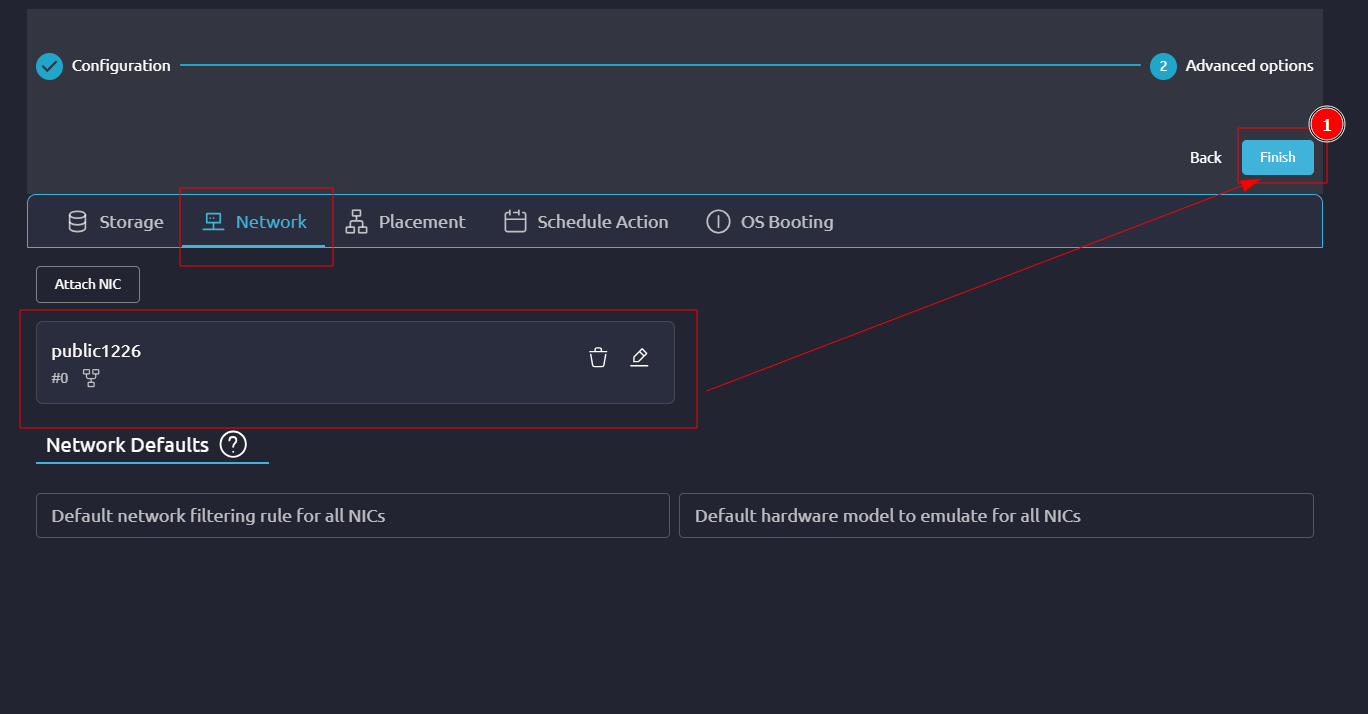 Configuration
2 Advanced options
1
Back Finish
Storage Network Placement Schedule Action OS Booting
Attach NIC
public1226
#0
Network Defaults ?
Default network filtering rule for all NICs Default hardware model to emulate for all NICs